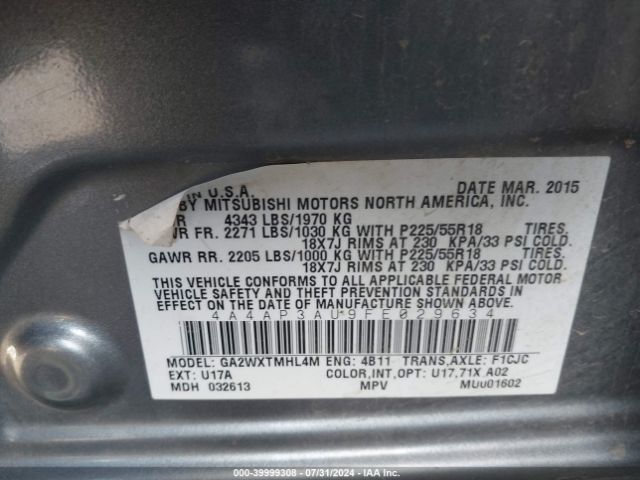 IN U.S.A. DATE MAR. 2015
BY MITSUBISHI MOTORS NORTH AMERICA, INC.
4343 LBS/1970 KG
FR. 2271 LBS/1030 KG WITH P225/55R18 TIRES,
18X7J RIMS AT 230 KPA/33 PSI COLD.
GAWR RR. 2205 LBS/1000 KG WITH P225/55R18 TIRES,
18X7J RIMS AT 230 KPA/33 PSI COLD.
THIS VEHICLE CONFORMS TO ALL APPLICABLE FEDERAL MOTOR
VEHICLE SAFETY AND THEFT PREVENTION STANDARDS IN
EFFECT ON THE DATE OF MANUFACTURE SHOWN ABOVE.
4A4AP3AU9FE029634
MODEL: GA2WXTMHL4M ENG: 4B11 TRANS,AXLE: F1CJC
EXT: U17A COLOR,INT,OPT: U17,71X,A02
MDH 032613 MPV MUu01602
000-39999308 - 07/31/2024 - IAA Inc.